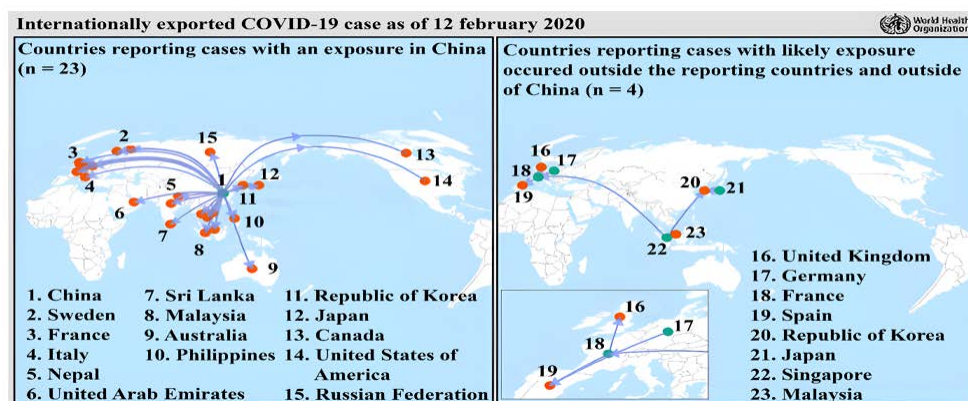 Internationally exported COVID-19 case as of 12 february 2020
World Health
Organization
Countries reporting cases with an exposure in China
(n = 23)
2
15
3
1
12
13
4
5
14
6
11
10
7
8
9
1. China
2. Sweden
3. France
4. Italy
5. Nepal
6. United Arab Emirates
7. Sri Lanka
8. Malaysia
9. Australia
10. Philippines
11. Republic of Korea
12. Japan
13. Canada
14. United States of
America
15. Russian Federation
Countries reporting cases with likely exposure
occured outside the reporting countries and outside
of China (n = 4)
16
17
18
19
20
21
22
23
16. United Kingdom
17. Germany
18. France
19. Spain
20. Republic of Korea
21. Japan
22. Singapore
23. Malaysia
16
17
18
19